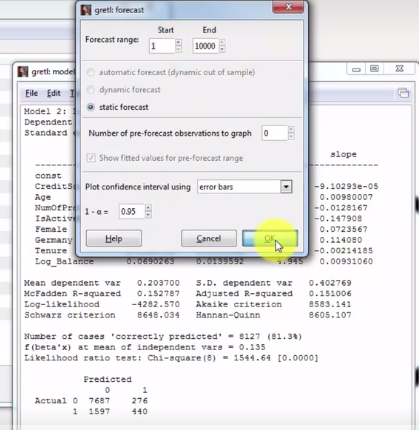 gretl: forecast
Start End
Forecast range: 1 10000
automatic forecast (dynamic out of sample)
dynamic forecast
static forecast
Number of pre-forecast observations to graph 0
Show fitted values for pre-forecast range
Plot confidence interval using error bars
1 - α = 0.95
Help Cancel OK
gretl: model
File Edit
Model 2:
Dependent
Standard
slope
const
CreditSc -9.10293e-05
Age 0.00980007
NumOfPro -0.0128167
IsActive -0.147908
Female 0.0723567
Germany 0.114080
Tenure -0.00214185
Log_Balance 0.0690263 0.0139592 4.945 0.00931060
Mean dependent var 0.203700 S.D. dependent var 0.402769
McFadden R-squared 0.152787 Adjusted R-squared 0.151006
Log-likelihood -4282.570 Akaike criterion 8583.141
Schwarz criterion 8648.034 Hannan-Quinn 8605.107
Number of cases 'correctly predicted' = 8127 (81.3%)
f(beta'x) at mean of independent vars = 0.135
Likelihood ratio test: Chi-square(8) = 1544.64 [0.0000]
Predicted
0 1
Actual 0 7687 276
1 1597 440